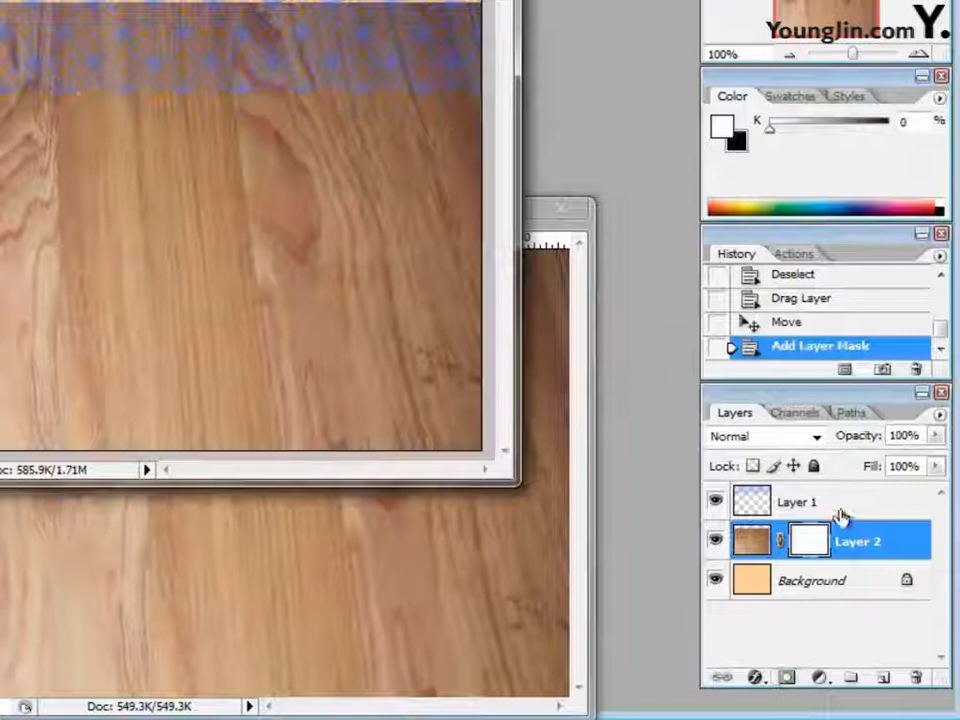 YoungJin.com Y.
100%
Color Swatches Styles
K 0 %
History Actions
Deselect
Drag Layer
Move
Add Layer Mask
Layers Channels Paths
Normal Opacity: 100%
Lock: Fill: 100%
Layer 1
Layer 2
Background
oc: 585.9K/1.71M
Doc: 549.3K/549.3K